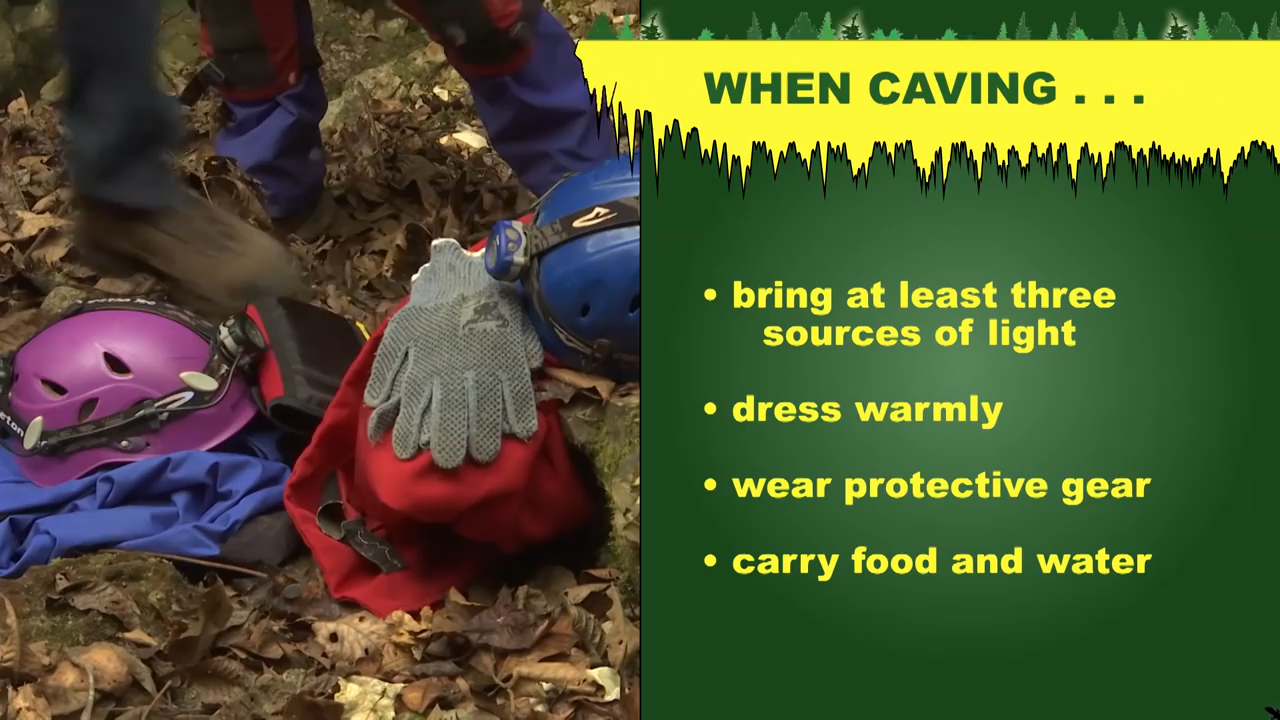 WHEN CAVING . . .
• bring at least three
sources of light
• dress warmly
• wear protective gear
• carry food and water